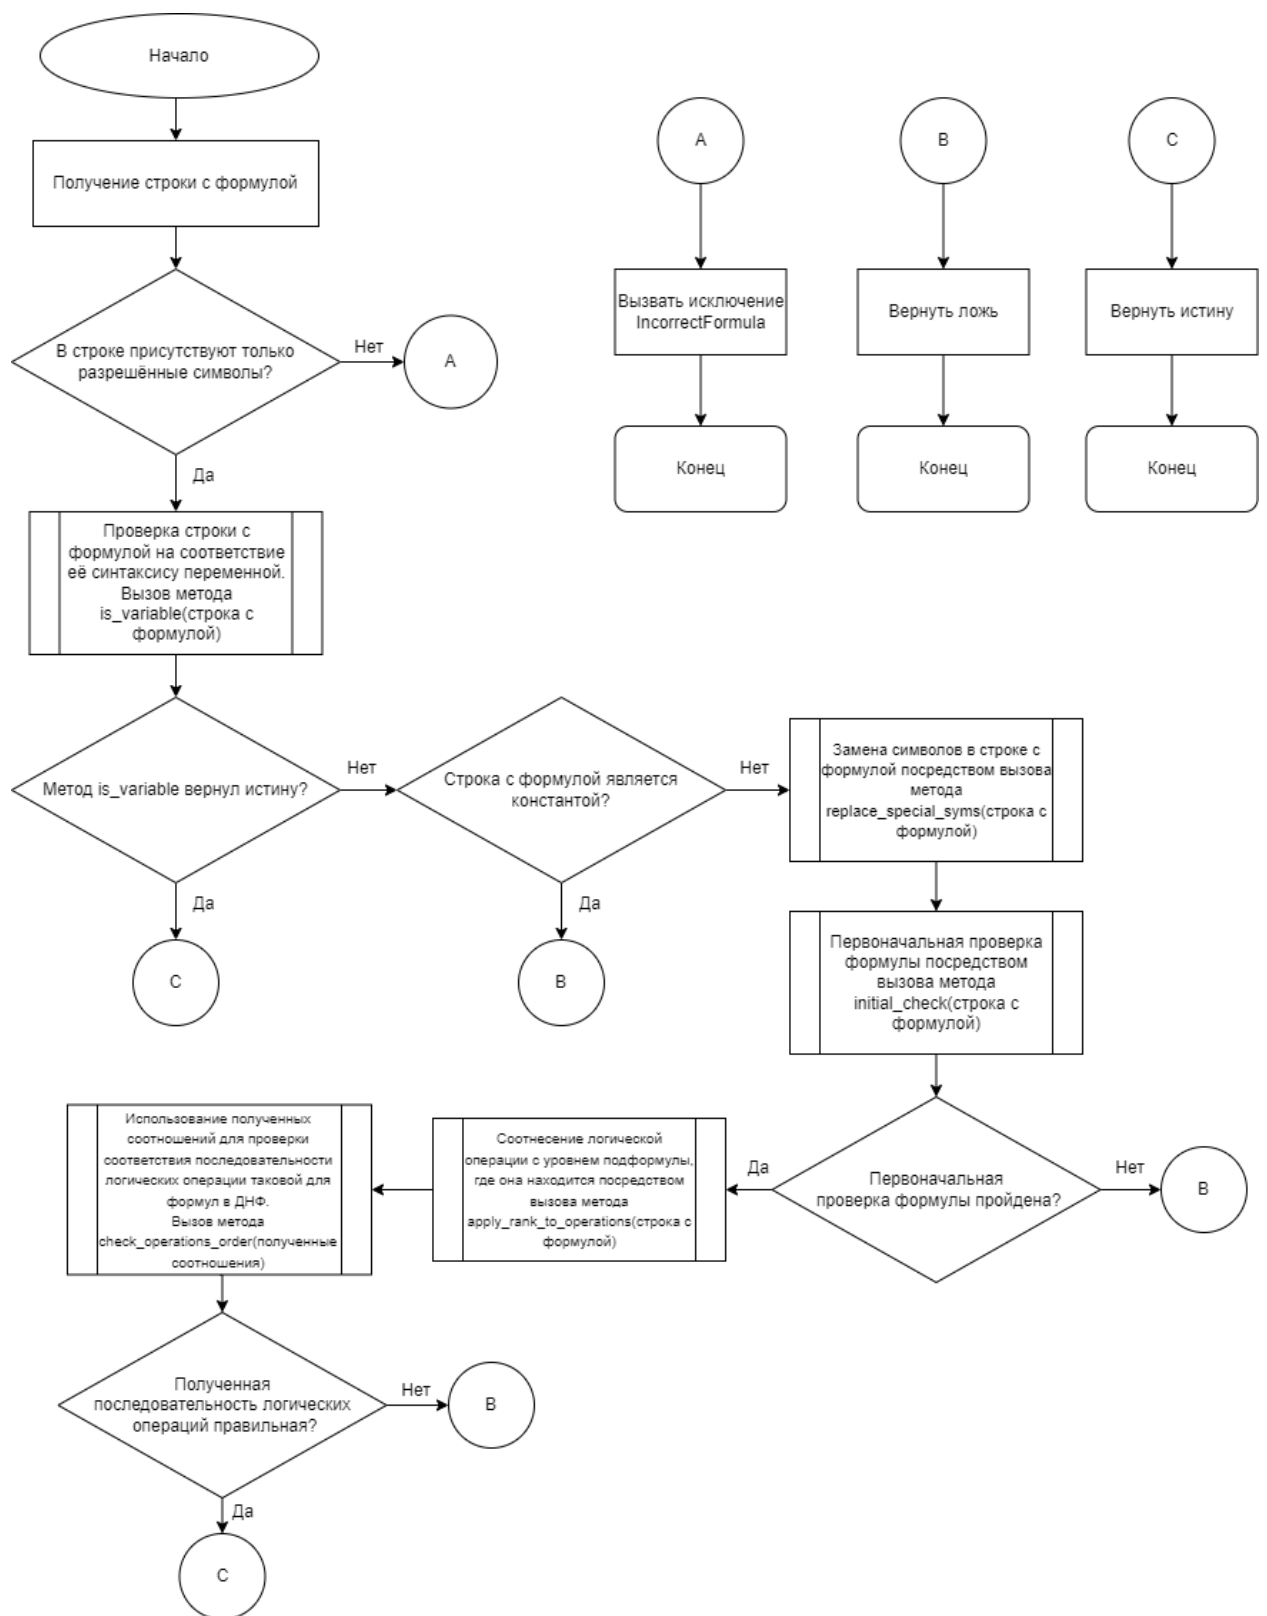 Начало
Получение строки с формулой
В строке присутствуют только
разрешённые символы?
Нет
A
Да
Проверка строки с
формулой на соответствие
её синтаксису переменной.
Вызов метода
is_variable(строка с
формулой)
Метод is_variable вернул истину?
Нет
Да
C
Строка с формулой является
константой?
Нет
Да
B
Замена символов в строке с
формулой посредством вызова
метода
replace_special_syms(строка с
формулой)
Первоначальная проверка
формулы посредством
вызова метода
initial_check(строка с
формулой)
Первоначальная
проверка формулы пройдена?
Нет
B
Да
Соотнесение логической
операции с уровнем подформулы,
где она находится посредством
вызова метода
apply_rank_to_operations(строка с
формулой)
Использование полученных
соотношений для проверки
соответствия последовательности
логических операции таковой для
формул в ДНФ.
Вызов метода
check_operations_order(полученные
соотношения)
Полученная
последовательность логических
операций правильная?
Нет
B
Да
C
A
Вызвать исключение
IncorrectFormula
Конец
B
Вернуть ложь
Конец
C
Вернуть истину
Конец